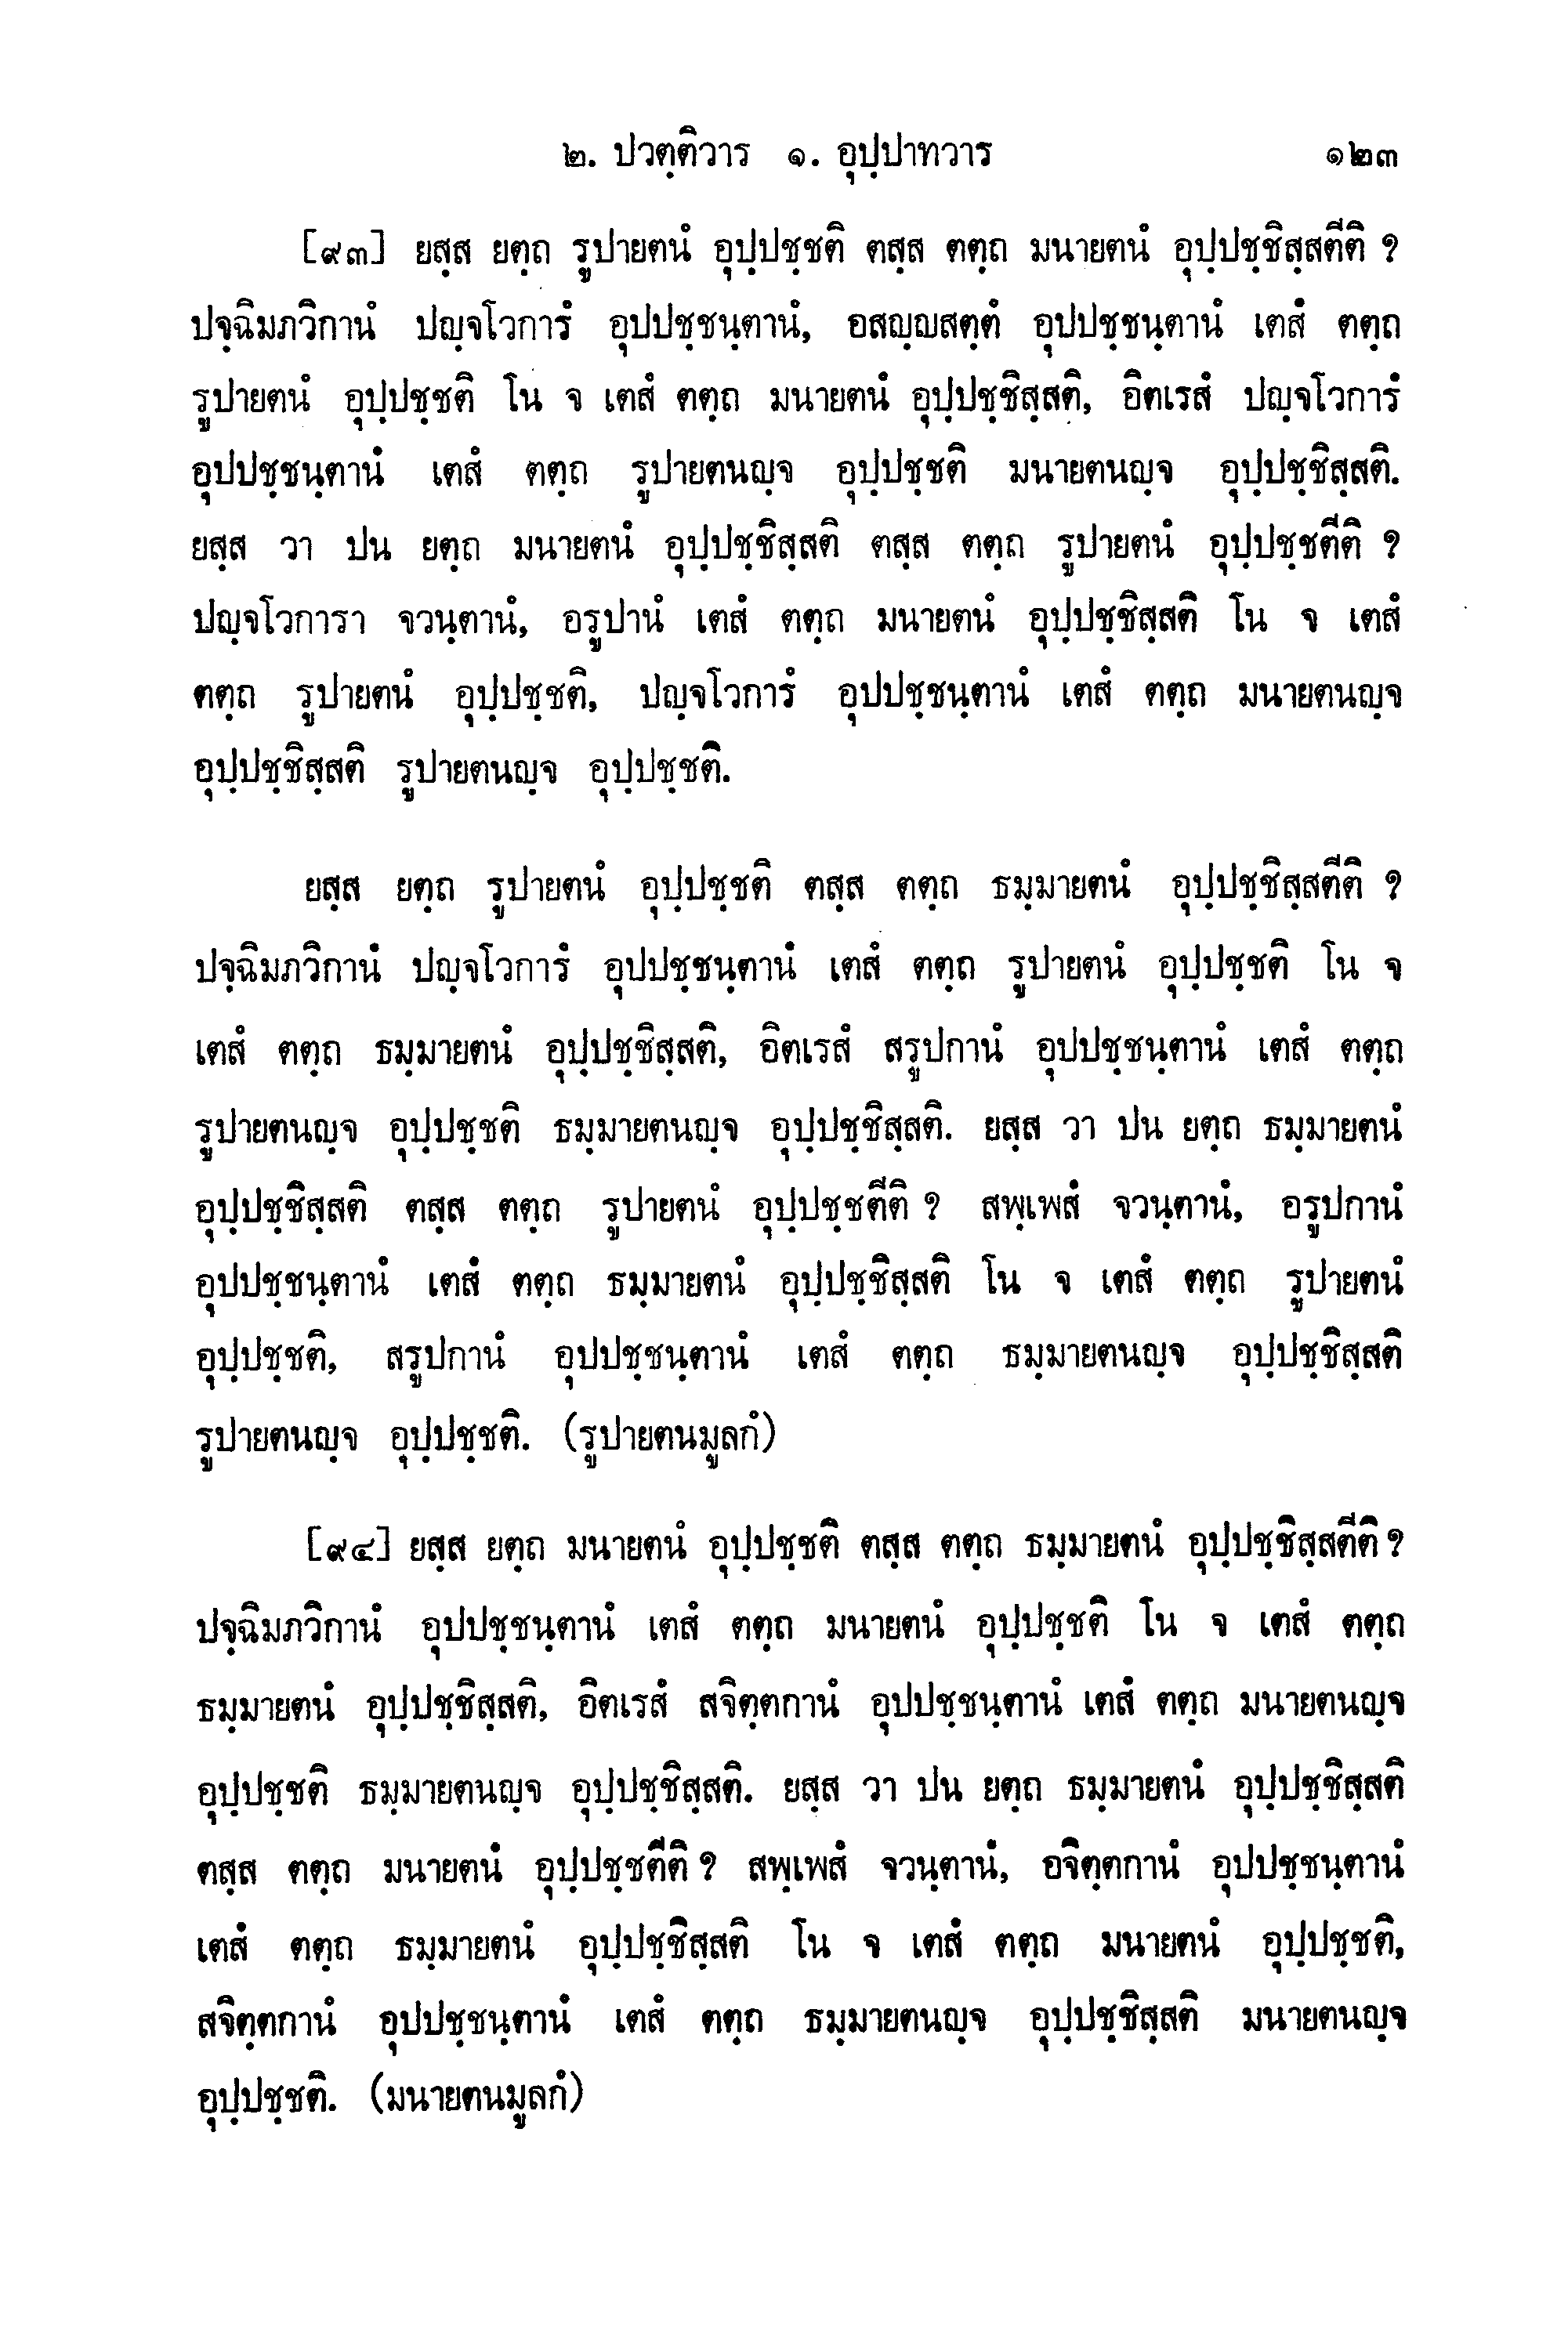 ๒. ปวตฺติวาร ๑. อุปฺปาทวาร ๑๒๓
[๙๓] ยสฺส ยตฺถ รูปายตนํ อุปฺปชฺชติ ตสฺส ตตฺถ มนายตนํ อุปฺปชฺชิสฺสตีติ ?
ปจฺฉิมภวิกานํ ปญฺจโวการํ อุปปชฺชนฺตานํ, อสญฺญสตฺตํ อุปปชฺชนฺตานํ เตสํ ตตฺถ
รูปายตนํ อุปฺปชฺชติ โน จ เตสํ ตตฺถ มนายตนํ อุปฺปชฺชิสฺสติ, อิตเรสํ ปญฺจโวการํ
อุปปชฺชนฺตานํ เตสํ ตตฺถ รูปายตนญฺจ อุปฺปชฺชติ มนายตนญฺจ อุปฺปชฺชิสฺสติ.
ยสฺส วา ปน ยตฺถ มนายตนํ อุปฺปชฺชิสฺสติ ตสฺส ตตฺถ รูปายตนํ อุปฺปชฺชตีติ ?
ปญฺจโวการา จวนฺตานํ, อรูปานํ เตสํ ตตฺถ มนายตนํ อุปฺปชฺชิสฺสติ โน จ เตสํ
ตตฺถ รูปายตนํ อุปฺปชฺชติ, ปญฺจโวการํ อุปปชฺชนฺตานํ เตสํ ตตฺถ มนายตนญฺจ
อุปฺปชฺชิสฺสติ รูปายตนญฺจ อุปฺปชฺชติ.
ยสฺส ยตฺถ รูปายตนํ อุปฺปชฺชติ ตสฺส ตตฺถ ธมฺมายตนํ อุปฺปชฺชิสฺสตีติ ?
ปจฺฉิมภวิกานํ ปญฺจโวการํ อุปปชฺชนฺตานํ เตสํ ตตฺถ รูปายตนํ อุปฺปชฺชติ โน จ
เตสํ ตตฺถ ธมฺมายตนํ อุปฺปชฺชิสฺสติ, อิตเรสํ สรูปกานํ อุปปชฺชนฺตานํ เตสํ ตตฺถ
รูปายตนญฺจ อุปฺปชฺชติ ธมฺมายตนญฺจ อุปฺปชฺชิสฺสติ. ยสฺส วา ปน ยตฺถ ธมฺมายตนํ
อุปฺปชฺชิสฺสติ ตสฺส ตตฺถ รูปายตนํ อุปฺปชฺชตีติ ? สพฺเพสํ จวนฺตานํ, อรูปกานํ
อุปปชฺชนฺตานํ เตสํ ตตฺถ ธมฺมายตนํ อุปฺปชฺชิสฺสติ โน จ เตสํ ตตฺถ รูปายตนํ
อุปฺปชฺชติ, สรูปกานํ อุปปชฺชนฺตานํ เตสํ ตตฺถ ธมฺมายตนญฺจ อุปฺปชฺชิสฺสติ
รูปายตนญฺจ อุปฺปชฺชติ. (รูปายตนมูลกํ)
[๙๔] ยสฺส ยตฺถ มนายตนํ อุปฺปชฺชติ ตสฺส ตตฺถ ธมฺมายตนํ อุปฺปชฺชิสฺสตีติ ?
ปจฺฉิมภวิกานํ อุปปชฺชนฺตานํ เตสํ ตตฺถ มนายตนํ อุปฺปชฺชติ โน จ เตสํ ตตฺถ
ธมฺมายตนํ อุปฺปชฺชิสฺสติ, อิตเรสํ สจิตฺตกานํ อุปปชฺชนฺตานํ เตสํ ตตฺถ มนายตนญฺจ
อุปฺปชฺชติ ธมฺมายตนญฺจ อุปฺปชฺชิสฺสติ. ยสฺส วา ปน ยตฺถ ธมฺมายตนํ อุปฺปชฺชิสฺสติ
ตสฺส ตตฺถ มนายตนํ อุปฺปชฺชตีติ ? สพฺเพสํ จวนฺตานํ, อจิตฺตกานํ อุปปชฺชนฺตานํ
เตสํ ตตฺถ ธมฺมายตนํ อุปฺปชฺชิสฺสติ โน จ เตสํ ตตฺถ มนายตนํ อุปฺปชฺชติ,
สจิตฺตกานํ อุปปชฺชนฺตานํ เตสํ ตตฺถ ธมฺมายตนญฺจ อุปฺปชฺชิสฺสติ มนายตนญฺจ
อุปฺปชฺชติ. (มนายตนมูลกํ)